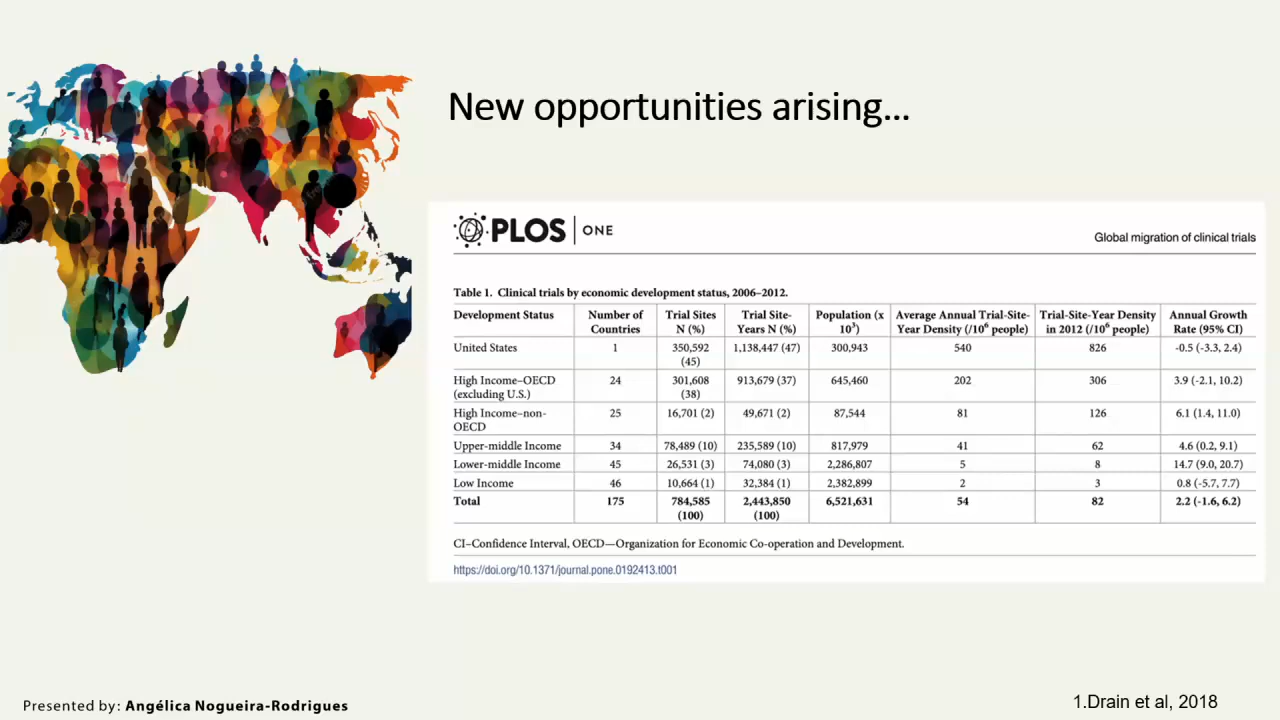 New opportunities arising...
PLOS | ONE
Global migration of clinical trials
Table 1. Clinical trials by economic development status, 2006–2012.
Development Status Number of Countries Trial Sites N (%) Trial Site-Years N (%) Population (x 10³) Average Annual Trial-Site-Year Density (/10⁶ people) Trial-Site-Year Density in 2012 (/10⁶ people) Annual Growth Rate (95% CI)
United States 1 350,592 (45) 1,138,447 (47) 300,943 540 826 -0.5 (-3.3, 2.4)
High Income–OECD (excluding U.S.) 24 301,608 (38) 913,679 (37) 645,460 202 306 3.9 (-2.1, 10.2)
High Income–non-OECD 25 16,701 (2) 49,671 (2) 87,544 81 126 6.1 (1.4, 11.0)
Upper-middle Income 34 78,489 (10) 235,589 (10) 817,979 41 62 4.6 (0.2, 9.1)
Lower-middle Income 45 26,531 (3) 74,080 (3) 2,286,807 5 8 14.7 (9.0, 20.7)
Low Income 46 10,664 (1) 32,384 (1) 2,382,899 2 3 0.8 (-5.7, 7.7)
Total 175 784,585 (100) 2,443,850 (100) 6,521,631 54 82 2.2 (-1.6, 6.2)
CI–Confidence Interval, OECD—Organization for Economic Co-operation and Development.
https://doi.org/10.1371/journal.pone.0192413.t001
Presented by: Angélica Nogueira-Rodrigues
1.Drain et al, 2018